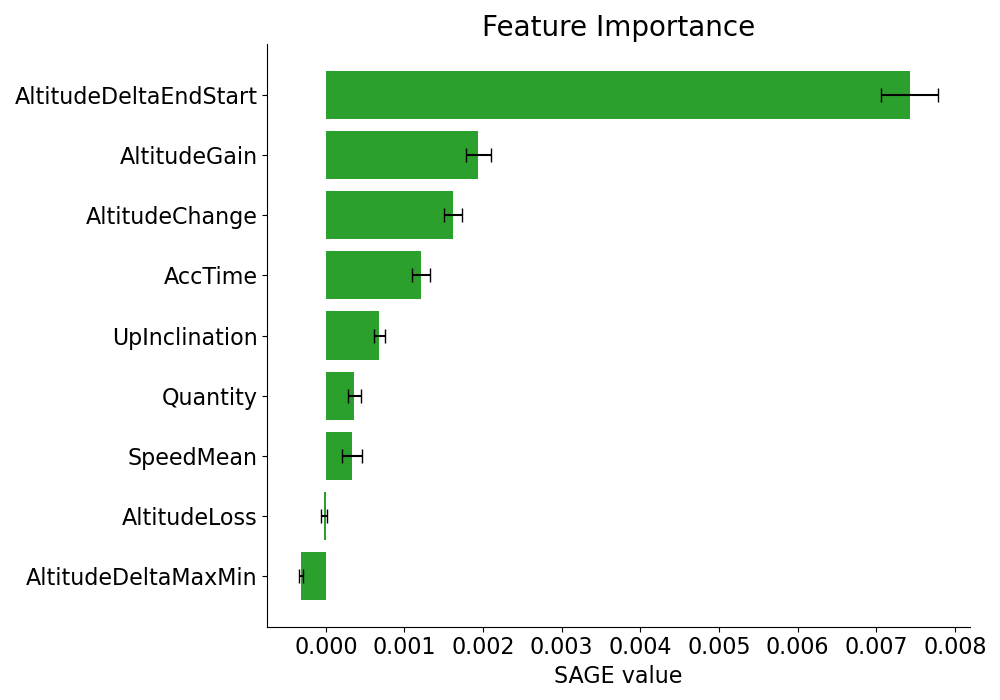 Feature Importance
AltitudeDeltaEndStart
AltitudeGain
AltitudeChange
AccTime
UpInclination
Quantity
SpeedMean
AltitudeLoss
AltitudeDeltaMaxMin
0.000 0.001 0.002 0.003 0.004 0.005 0.006 0.007 0.008
SAGE value